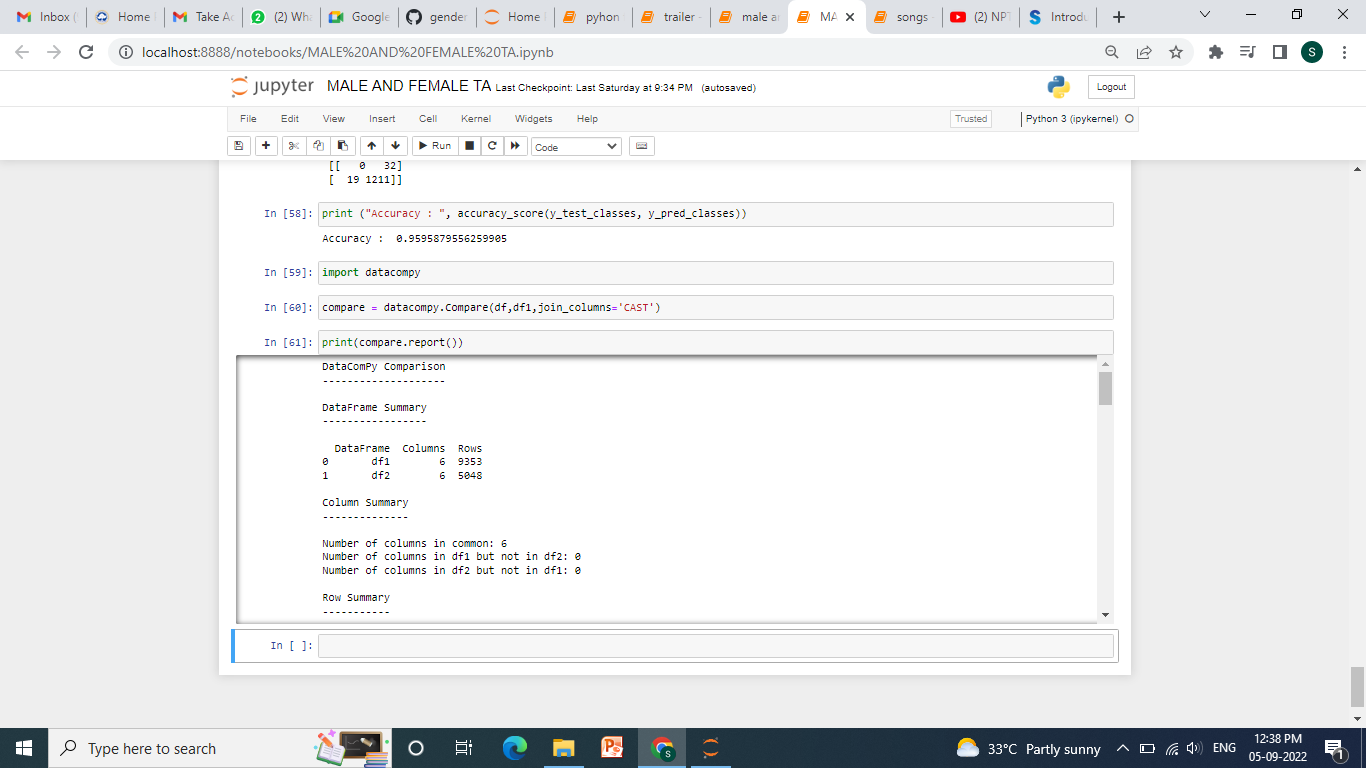 Inbox (
Home
Take Ac
(2) Wha
Google
gender
Home
pyhon
trailer -
male a
MA
songs
(2) NPT
Introdu
localhost:8888/notebooks/MALE%20AND%20FEMALE%20TA.ipynb
S
jupyter MALE AND FEMALE TA Last Checkpoint: Last Saturday at 9:34 PM (autosaved)
Logout
File Edit View Insert Cell Kernel Widgets Help
Trusted
Python 3 (ipykernel)
Run
Code
[[ 0 32]
[ 19 1211]]
In [58]: print ("Accuracy : ", accuracy_score(y_test_classes, y_pred_classes))
Accuracy : 0.9595879556259905
In [59]: import datacompy
In [60]: compare = datacompy.Compare(df,df1,join_columns='CAST')
In [61]: print(compare.report())
DataComPy Comparison
--------------------
DataFrame Summary
-----------------
DataFrame Columns Rows
0 df1 6 9353
1 df2 6 5048
Column Summary
--------------
Number of columns in common: 6
Number of columns in df1 but not in df2: 0
Number of columns in df2 but not in df1: 0
Row Summary
-----------
In [ ]:
Type here to search
33°C Partly sunny
ENG
12:38 PM
05-09-2022
1